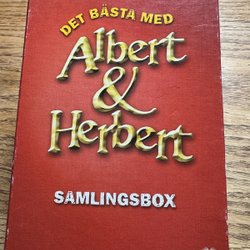 DET BÄSTA MED
Albert
&
Herbert
SAMLINGSBOX